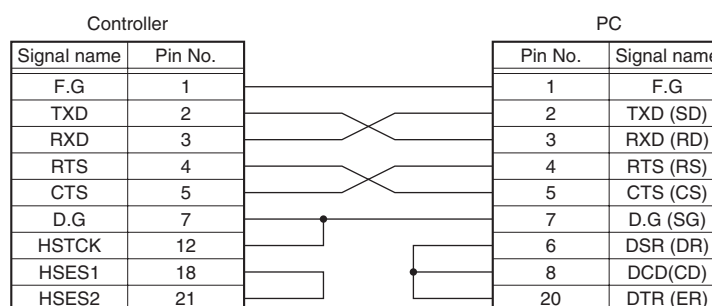 Controller PC
Signal name Pin No. Pin No. Signal name
F.G 1 1 F.G
TXD 2 2 TXD (SD)
RXD 3 3 RXD (RD)
RTS 4 4 RTS (RS)
CTS 5 5 CTS (CS)
D.G 7 7 D.G (SG)
HSTCK 12 6 DSR (DR)
HSES1 18 8 DCD(CD)
HSES2 21 20 DTR (ER)